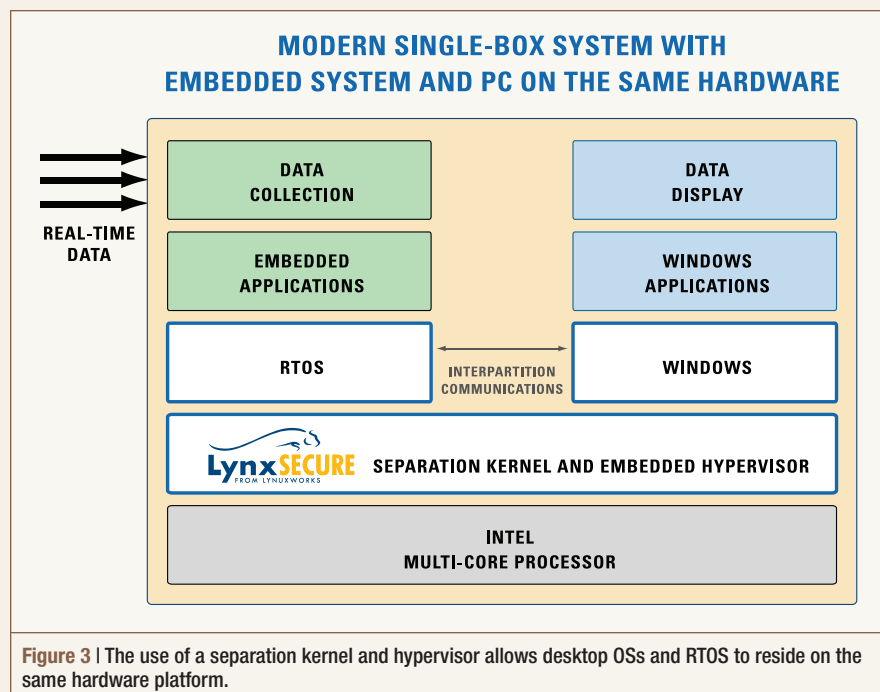 MODERN SINGLE-BOX SYSTEM WITH
EMBEDDED SYSTEM AND PC ON THE SAME HARDWARE
REAL-TIME
DATA
DATA
COLLECTION
DATA
DISPLAY
EMBEDDED
APPLICATIONS
WINDOWS
APPLICATIONS
RTOS
INTERPARTITION
COMMUNICATIONS
WINDOWS
LynxSECURE
FROM LYNUXWORKS
SEPARATION KERNEL AND EMBEDDED HYPERVISOR
INTEL
MULTI-CORE PROCESSOR
Figure 3 | The use of a separation kernel and hypervisor allows desktop OSs and RTOS to reside on the
same hardware platform.